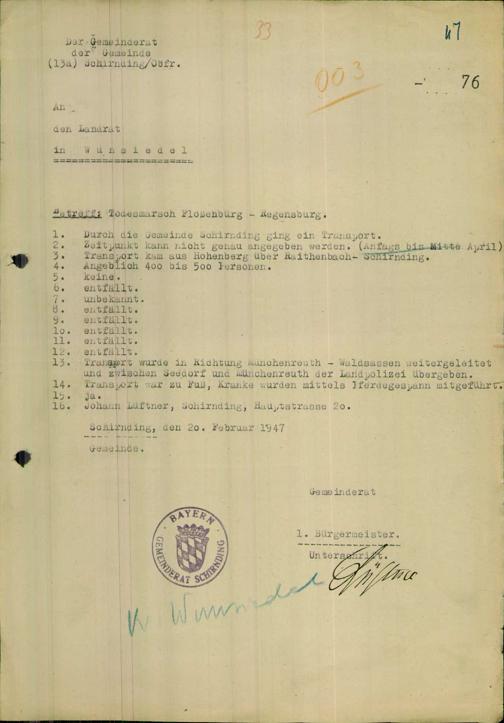 33
47
003
- 76
Der Gemeinderat
der Gemeinde
(13a) Schirnding/Obfr.
An
den Landrat
in W u n s i e d e l
Betreff: Todesmarsch Floßenbürg - Regensburg.
1. Durch die Gemeinde Schirnding ging ein Transport.
2. Zeitpunkt kann nicht genau angegeben werden. (Anfags bis Mitte April)
3. Transport kam aus Hohenberg über Raithenbach- Schirnding.
4. Angeblich 400 bis 500 Personen.
5. keine.
6. entfällt.
7. unbekannt.
8. entfällt.
9. entfällt.
10. entfällt.
11. entfällt.
12. entfällt.
13. Transport wurde in Richtung Münchenreuth - Waldsassen weitergeleitet
und zwischen Seedorf und Münchenreuth der Landpolizei übergeben.
14. Transport war zu Fuß, Kranke wurden mittels Pferdegespann mitgeführt.
15. ja.
16. Johann Lüftner, Schirnding, Hauptstrasse 20.
Schirnding, den 20. Februar 1947
Gemeinde.
Gemeinderat
1. Bürgermeister.
Unterschrift.
Lüftner
BAYERN
GEMEINDERAT SCHIRNDING
K. Wunsiedel